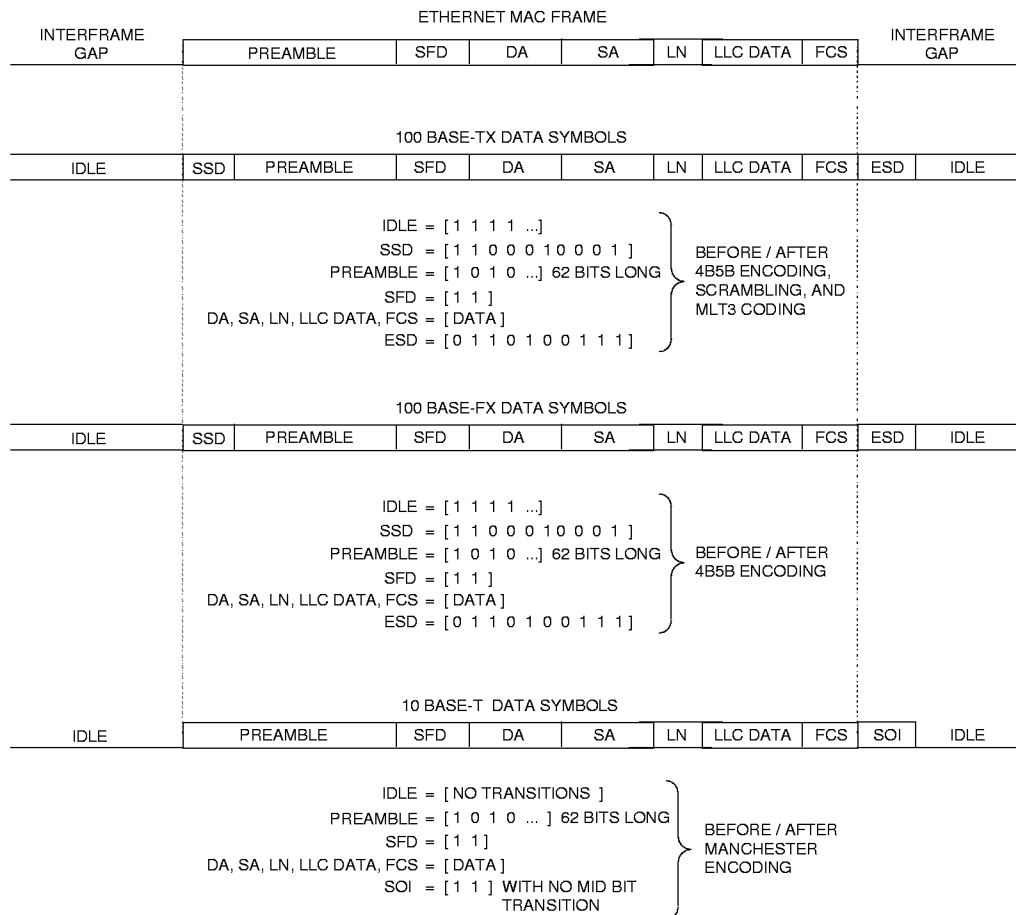 ETHERNET MAC FRAME
INTERFRAME GAP
PREAMBLE SFD DA SA LN LLC DATA FCS
INTERFRAME GAP
100 BASE-TX DATA SYMBOLS
IDLE SSD PREAMBLE SFD DA SA LN LLC DATA FCS ESD IDLE
IDLE = [ 1 1 1 1 ...]
SSD = [ 1 1 0 0 0 1 0 0 0 1 ]
PREAMBLE = [ 1 0 1 0 ...] 62 BITS LONG
SFD = [ 1 1 ]
DA, SA, LN, LLC DATA, FCS = [ DATA ]
ESD = [ 0 1 1 0 1 0 0 1 1 1 ]
BEFORE / AFTER
4B5B ENCODING,
SCRAMBLING, AND
MLT3 CODING
100 BASE-FX DATA SYMBOLS
IDLE SSD PREAMBLE SFD DA SA LN LLC DATA FCS ESD IDLE
IDLE = [ 1 1 1 1 ...]
SSD = [ 1 1 0 0 0 1 0 0 0 1 ]
PREAMBLE = [ 1 0 1 0 ...] 62 BITS LONG
SFD = [ 1 1 ]
DA, SA, LN, LLC DATA, FCS = [ DATA ]
ESD = [ 0 1 1 0 1 0 0 1 1 1 ]
BEFORE / AFTER
4B5B ENCODING
10 BASE-T DATA SYMBOLS
IDLE PREAMBLE SFD DA SA LN LLC DATA FCS SOI IDLE
IDLE = [ NO TRANSITIONS ]
PREAMBLE = [ 1 0 1 0 ... ] 62 BITS LONG
SFD = [ 1 1 ]
DA, SA, LN, LLC DATA, FCS = [ DATA ]
SOI = [ 1 1 ] WITH NO MID BIT
TRANSITION
BEFORE / AFTER
MANCHESTER
ENCODING